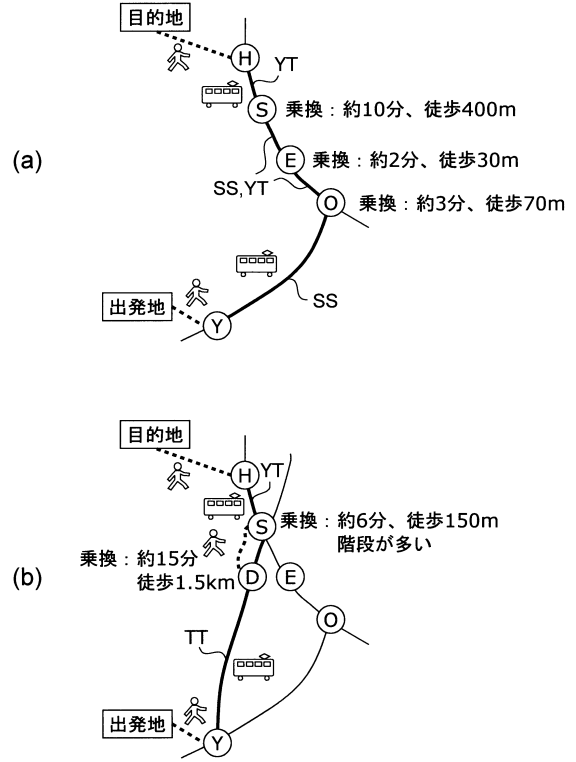 目的地
H
YT
S
乗換：約10分、徒歩400m
(a)
E
乗換：約2分、徒歩30m
SS,YT
O
乗換：約3分、徒歩70m
出発地
SS
Y
目的地
H
YT
S
乗換：約6分、徒歩150m
階段が多い
乗換：約15分
徒歩1.5km
(b)
D
E
O
TT
出発地
Y